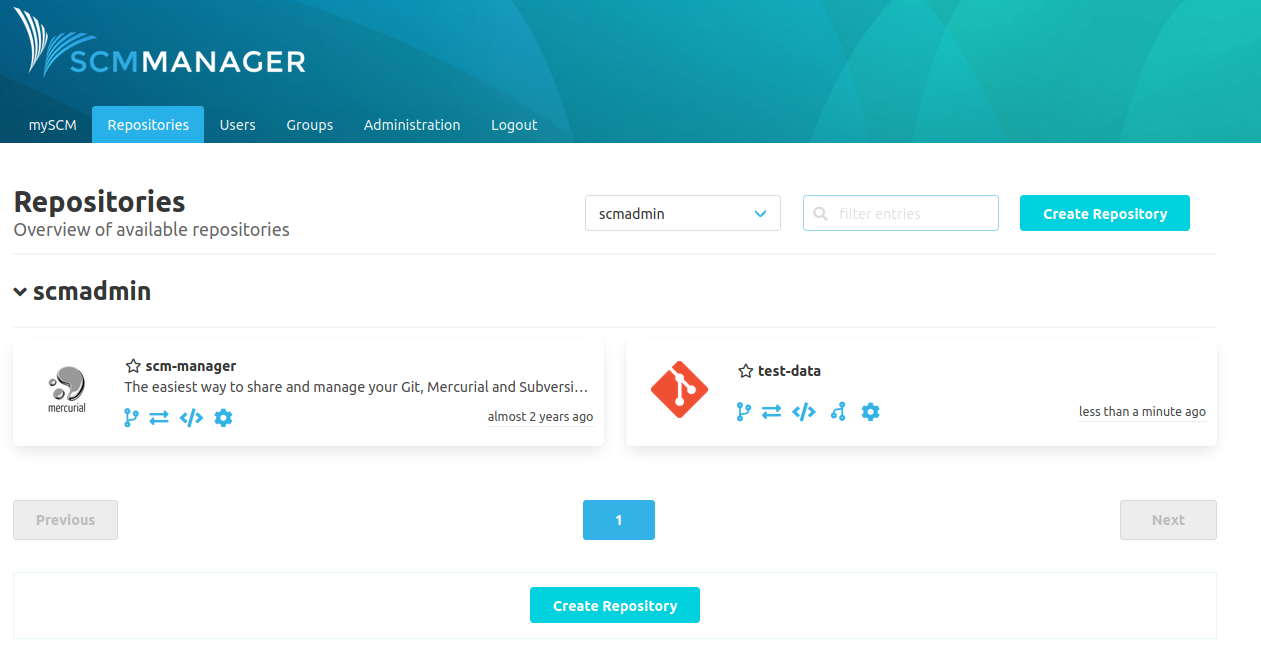 SCMMANAGER
mySCM Repositories Users Groups Administration Logout
Repositories
Overview of available repositories
scmadmin
filter entries
Create Repository
scmadmin
mercurial
scm-manager
The easiest way to share and manage your Git, Mercurial and Subversi...
almost 2 years ago
test-data
less than a minute ago
Previous
1
Next
Create Repository